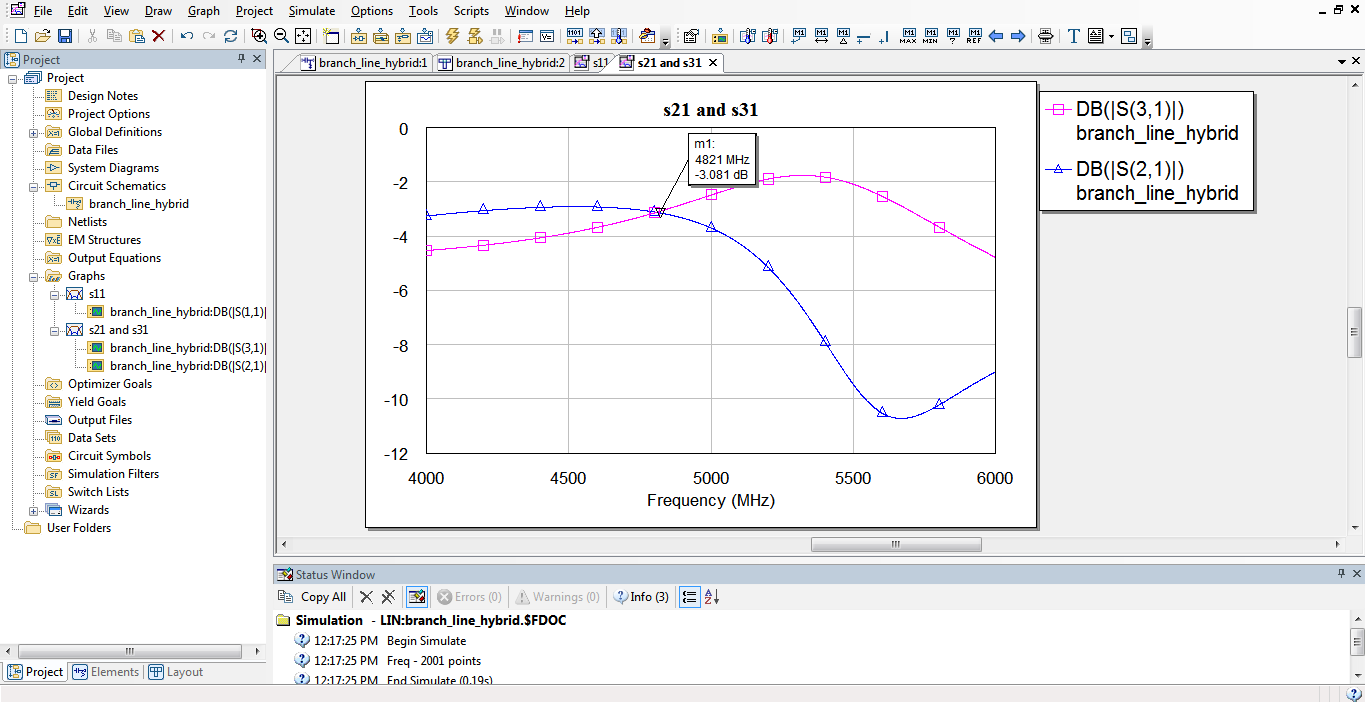 File Edit View Draw Graph Project Simulate Options Tools Scripts Window Help
Project
Project
Design Notes
Project Options
Global Definitions
Data Files
System Diagrams
Circuit Schematics
branch_line_hybrid
Netlists
EM Structures
Output Equations
Graphs
s11
branch_line_hybrid:DB(|S(1,1)|
s21 and s31
branch_line_hybrid:DB(|S(3,1)|
branch_line_hybrid:DB(|S(2,1)|
Optimizer Goals
Yield Goals
Output Files
Data Sets
Circuit Symbols
Simulation Filters
Switch Lists
Wizards
User Folders
Project Elements Layout
branch_line_hybrid:1 branch_line_hybrid:2 s11 s21 and s31
s21 and s31
m1:
4821 MHz
-3.081 dB
0
-2
-4
-6
-8
-10
-12
4000 4500 5000 5500 6000
Frequency (MHz)
DB(|S(3,1)|)
branch_line_hybrid
DB(|S(2,1)|)
branch_line_hybrid
Status Window
Copy All Errors (0) Warnings (0) Info (3)
Simulation - LIN:branch_line_hybrid.$FDOC
12:17:25 PM Begin Simulate
12:17:25 PM Freq - 2001 points
12:17:25 PM End Simulate (0.19s)